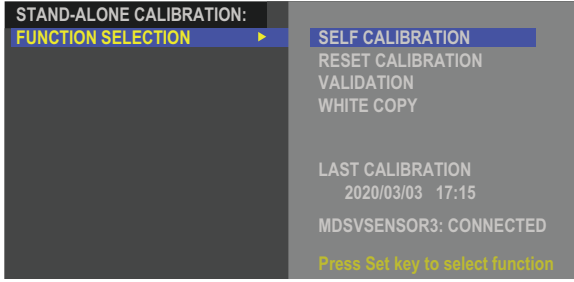 STAND-ALONE CALIBRATION:
FUNCTION SELECTION ►
SELF CALIBRATION
RESET CALIBRATION
VALIDATION
WHITE COPY
LAST CALIBRATION
2020/03/03 17:15
MDSVSENSOR3: CONNECTED
Press Set key to select function